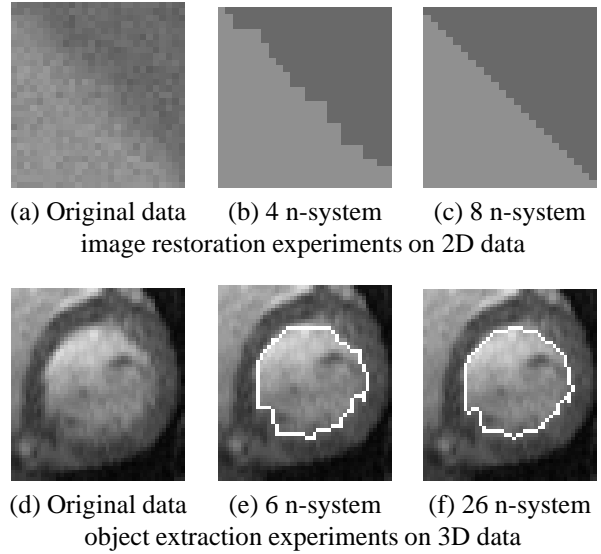 (a) Original data (b) 4 n-system (c) 8 n-system
image restoration experiments on 2D data
(d) Original data (e) 6 n-system (f) 26 n-system
object extraction experiments on 3D data